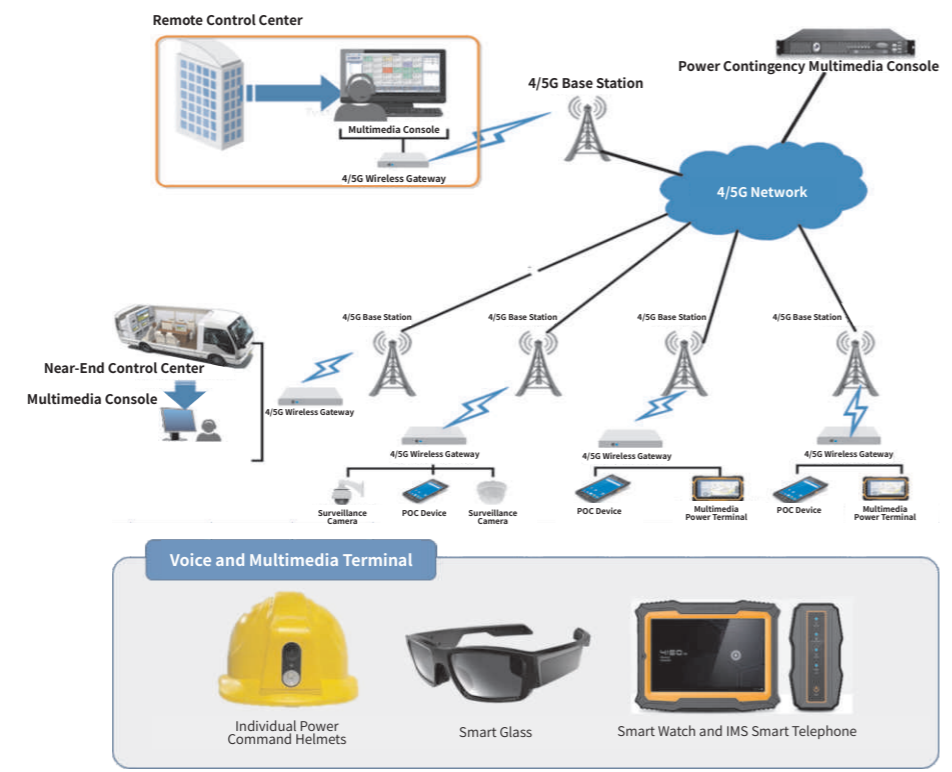 Remote Control Center
Power Contingency Multimedia Console
4/5G Base Station
Multimedia Console
4/5G Wireless Gateway
4/5G Network
4/5G Base Station
4/5G Base Station
4/5G Base Station
4/5G Base Station
Near-End Control Center
Multimedia Console
4/5G Wireless Gateway
4/5G Wireless Gateway
4/5G Wireless Gateway
4/5G Wireless Gateway
Surveillance
Camera
POC Device
Surveillance
Camera
POC Device
Multimedia
Power Terminal
POC Device
Multimedia
Power Terminal
Voice and Multimedia Terminal
Individual Power
Command Helmets
Smart Glass
Smart Watch and IMS Smart Telephone